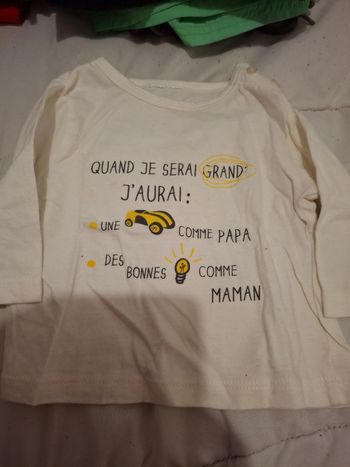 QUAND JE SERAI GRAND
J'AURAI:
UNE COMME PAPA
DES BONNES COMME
MAMAN